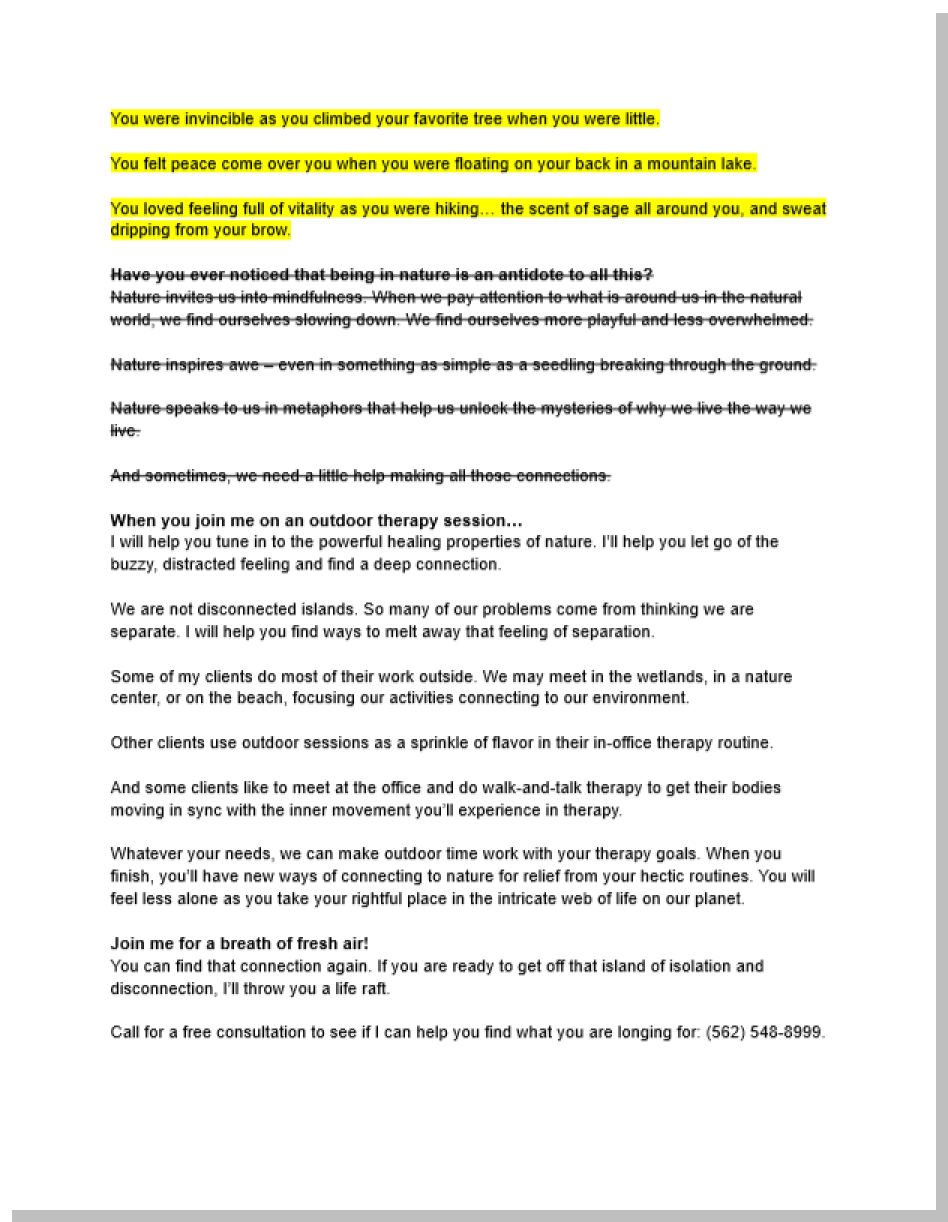 You were invincible as you climbed your favorite tree when you were little.
You felt peace come over you when you were floating on your back in a mountain lake.
You loved feeling full of vitality as you were hiking… the scent of sage all around you, and sweat
dripping from your brow.
Have you ever noticed that being in nature is an antidote to all this?
Nature invites us into mindfulness. When we pay attention to what is around us in the natural
world, we find ourselves slowing down. We find ourselves more playful and less overwhelmed.
Nature inspires awe – even in something as simple as a seedling breaking through the ground.
Nature speaks to us in metaphors that help us unlock the mysteries of why we live the way we
live.
And sometimes, we need a little help making all those connections.
When you join me on an outdoor therapy session…
I will help you tune in to the powerful healing properties of nature. I’ll help you let go of the
buzzy, distracted feeling and find a deep connection.
We are not disconnected islands. So many of our problems come from thinking we are
separate. I will help you find ways to melt away that feeling of separation.
Some of my clients do most of their work outside. We may meet in the wetlands, in a nature
center, or on the beach, focusing our activities connecting to our environment.
Other clients use outdoor sessions as a sprinkle of flavor in their in-office therapy routine.
And some clients like to meet at the office and do walk-and-talk therapy to get their bodies
moving in sync with the inner movement you’ll experience in therapy.
Whatever your needs, we can make outdoor time work with your therapy goals. When you
finish, you’ll have new ways of connecting to nature for relief from your hectic routines. You will
feel less alone as you take your rightful place in the intricate web of life on our planet.
Join me for a breath of fresh air!
You can find that connection again. If you are ready to get off that island of isolation and
disconnection, I’ll throw you a life raft.
Call for a free consultation to see if I can help you find what you are longing for: (562) 548-8999.